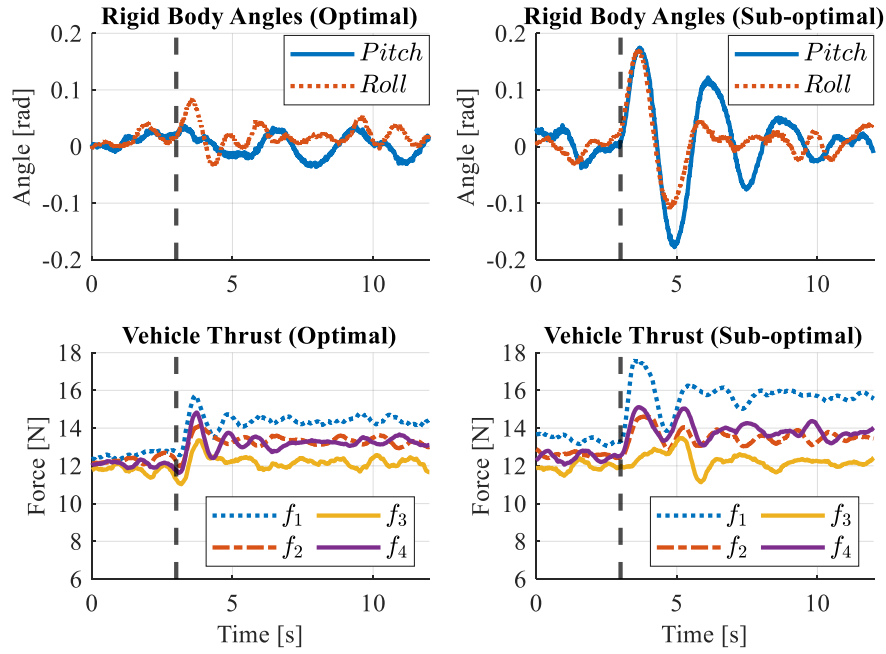 Rigid Body Angles (Optimal)
0.2
0.1
0
-0.1
-0.2
Angle [rad]
Pitch
Roll
0 5 10
Rigid Body Angles (Sub-optimal)
0.2
0.1
0
-0.1
-0.2
Angle [rad]
Pitch
Roll
0 5 10
Vehicle Thrust (Optimal)
18
16
14
12
10
8
6
Force [N]
f1 f3
f2 f4
0 5 10
Time [s]
Vehicle Thrust (Sub-optimal)
18
16
14
12
10
8
6
Force [N]
f1 f3
f2 f4
0 5 10
Time [s]